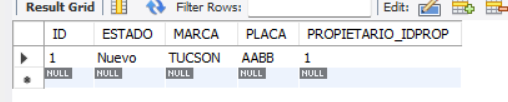 Result Grid Filter Rows: Edit:
ID ESTADO MARCA PLACA PROPIETARIO_IDPROP
1 Nuevo TUCSON AABB 1
NULL NULL NULL NULL NULL